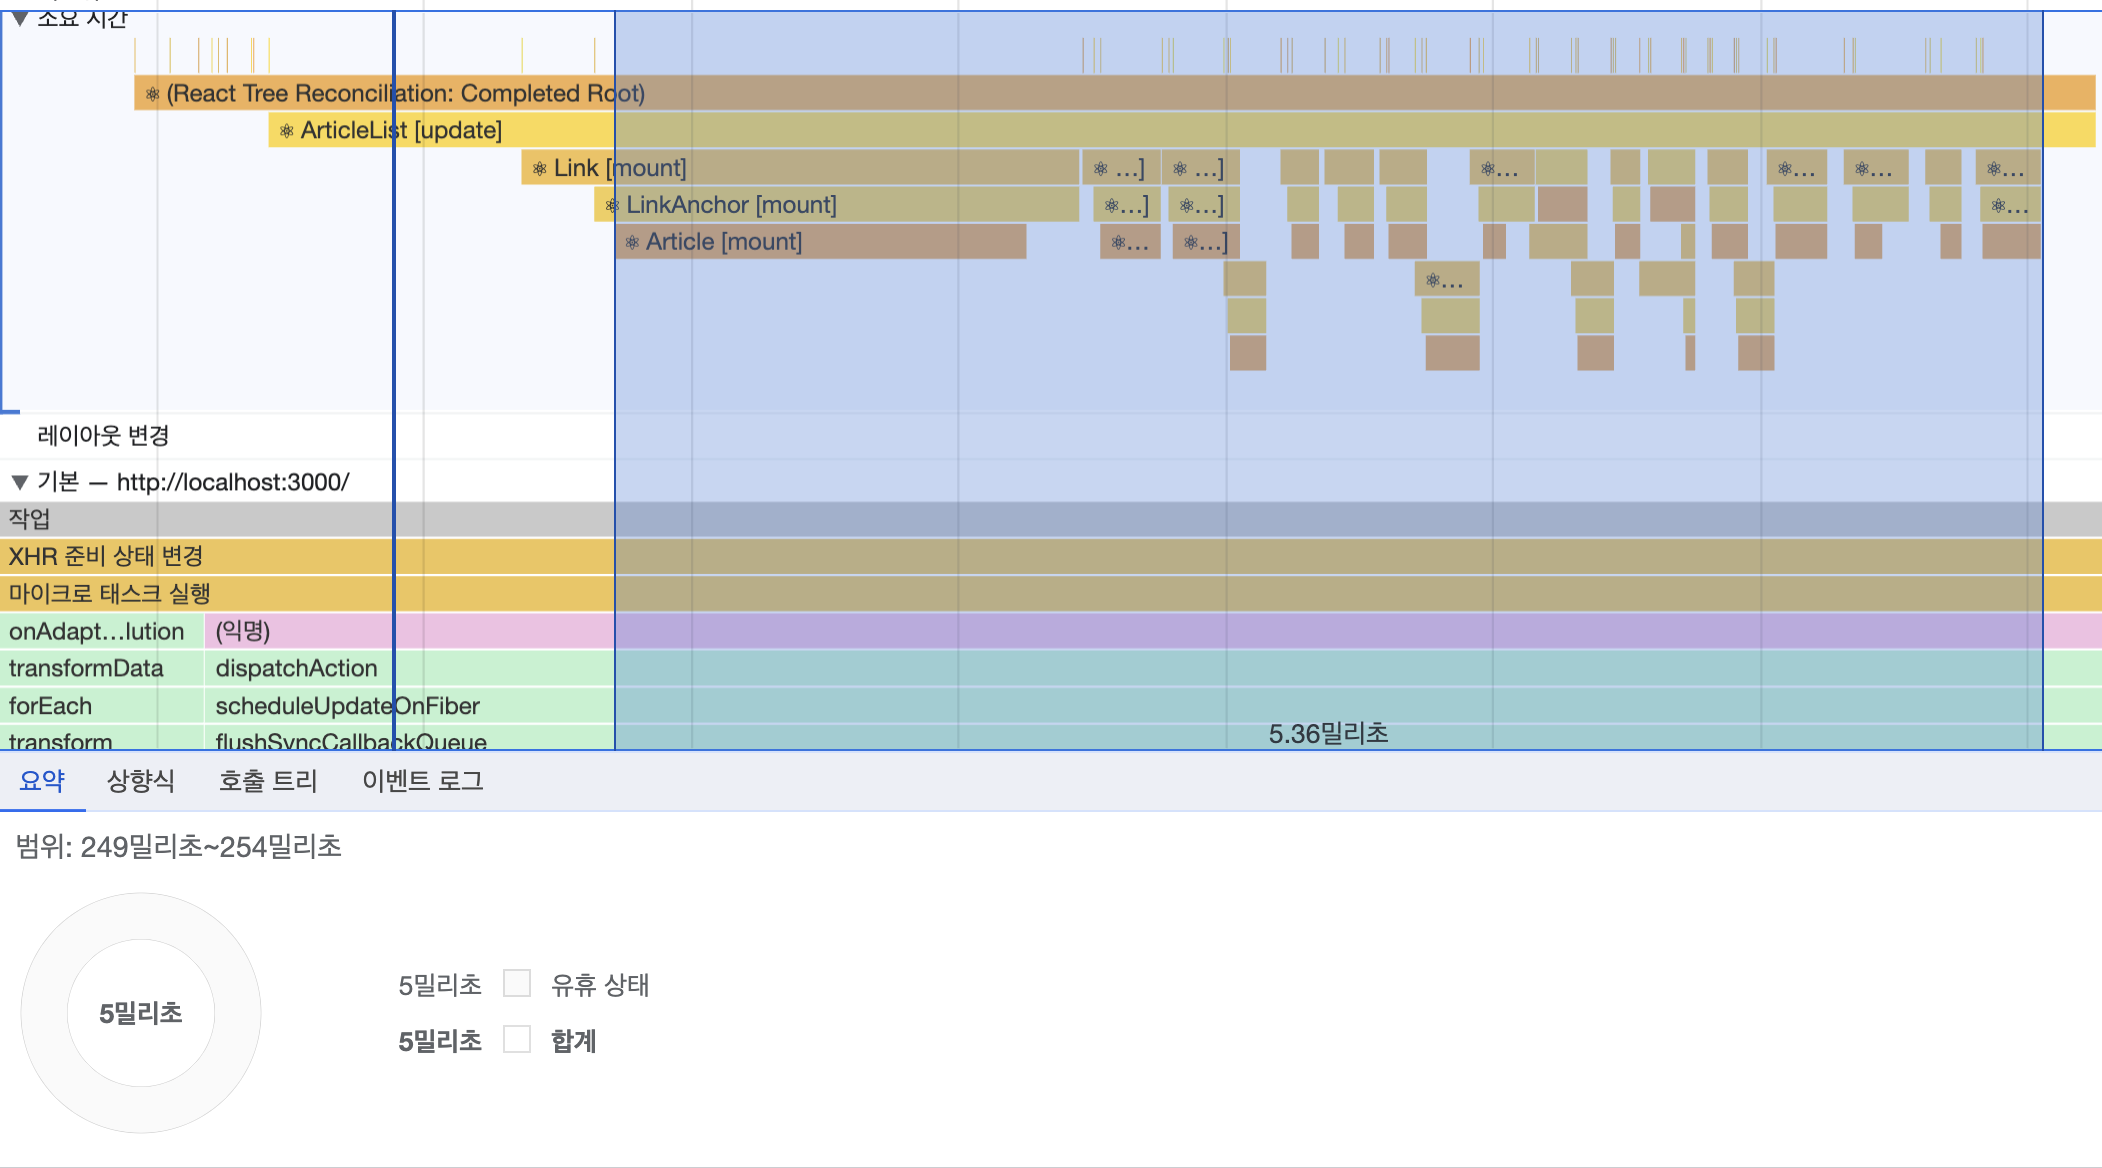 ▼ 소요 시간
⚛ (React Tree Reconciliation: Completed Root)
⚛ ArticleList [update]
⚛ Link [mount] ⚛ …] ⚛ …] ⚛… ⚛… ⚛… ⚛…
⚛ LinkAnchor [mount] ⚛…] ⚛…] ⚛…
⚛ Article [mount] ⚛… ⚛…]
⚛…
레이아웃 변경
▼ 기본 — http://localhost:3000/
작업
XHR 준비 상태 변경
마이크로 태스크 실행
onAdapt…lution (익명)
transformData dispatchAction
forEach scheduleUpdateOnFiber
transform flushSyncCallbackQueue
5.36밀리초
요약 상향식 호출 트리 이벤트 로그
범위: 249밀리초~254밀리초
5밀리초
5밀리초 유휴 상태
5밀리초 합계